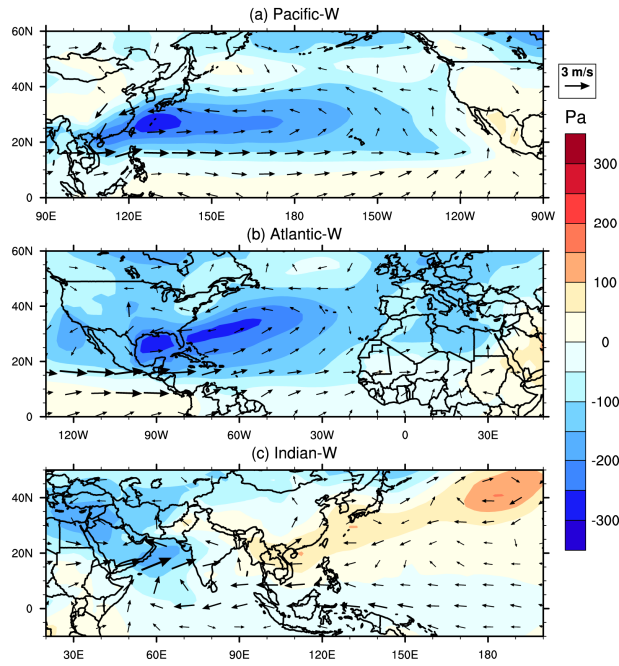 (a) Pacific-W
60N
40N
20N
0
90E 120E 150E 180 150W 120W 90W
3 m/s
Pa
300
200
100
0
-100
-200
-300
(b) Atlantic-W
60N
40N
20N
0
120W 90W 60W 30W 0 30E
(c) Indian-W
40N
20N
0
30E 60E 90E 120E 150E 180